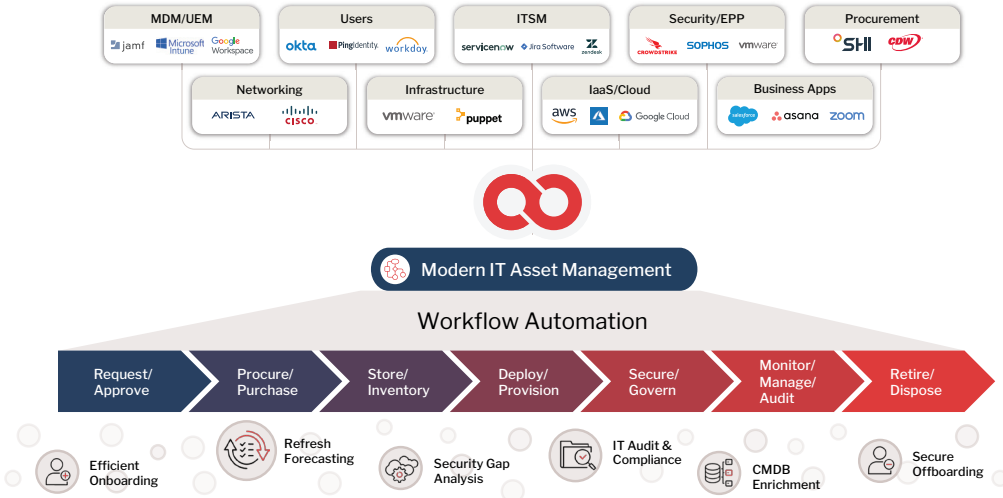 MDM/UEM
jamf
Microsoft
Intune
Google
Workspace
Users
okta
PingIdentity.
workday.
ITSM
servicenow
Jira Software
zendesk
Security/EPP
CROWDSTRIKE
SOPHOS
vmware
Procurement
SHI
CDW
Networking
ARISTA
CISCO
Infrastructure
vmware
puppet
IaaS/Cloud
aws
Google Cloud
Business Apps
salesforce
asana
zoom
Modern IT Asset Management
Workflow Automation
Request/
Approve
Procure/
Purchase
Store/
Inventory
Deploy/
Provision
Secure/
Govern
Monitor/
Manage/
Audit
Retire/
Dispose
Efficient
Onboarding
Refresh
Forecasting
Security Gap
Analysis
IT Audit &
Compliance
CMDB
Enrichment
Secure
Offboarding